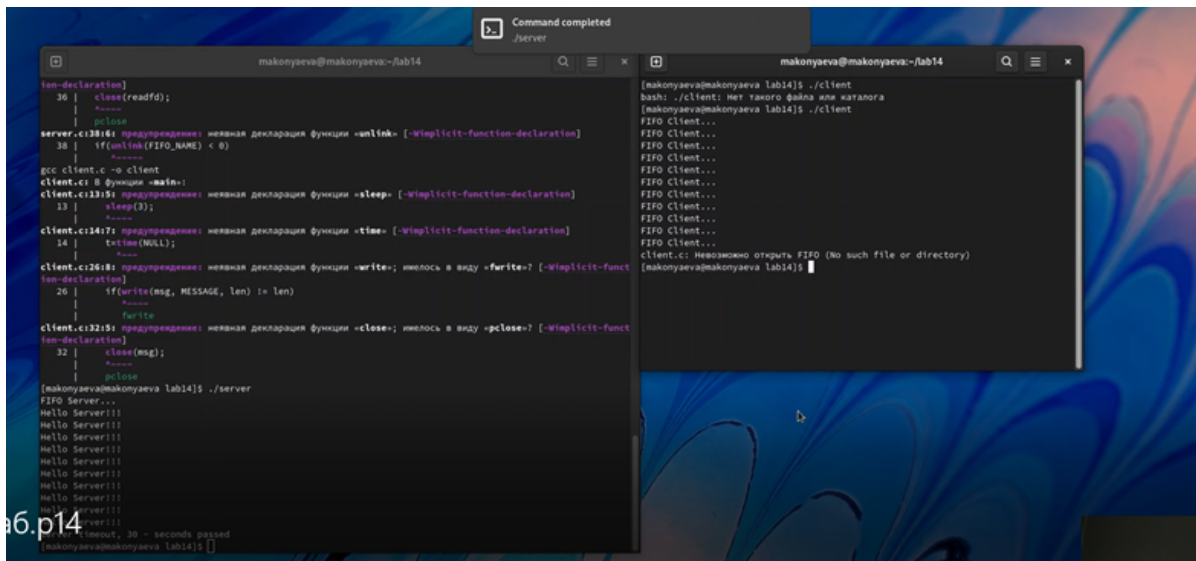 Command completed
./server
makonyaeva@makonyaeva:~/lab14
ion-declaration]
36 | close(readfd);
| ^~~~~
| pclose
server.c:38:6: предупреждение: неявная декларация функции «unlink» [-Wimplicit-function-declaration]
38 | if(unlink(FIFO_NAME) < 0)
| ^~~~~~
gcc client.c -o client
client.c: В функции «main»:
client.c:13:5: предупреждение: неявная декларация функции «sleep» [-Wimplicit-function-declaration]
13 | sleep(3);
| ^~~~~
client.c:14:7: предупреждение: неявная декларация функции «time» [-Wimplicit-function-declaration]
14 | t=time(NULL);
| ^~~~
client.c:26:8: предупреждение: неявная декларация функции «write»; имелось в виду «fwrite»? [-Wimplicit-funct
ion-declaration]
26 | if(write(msg, MESSAGE, len) != len)
| ^~~~~
| fwrite
client.c:32:5: предупреждение: неявная декларация функции «close»; имелось в виду «pclose»? [-Wimplicit-funct
ion-declaration]
32 | close(msg);
| ^~~~~
| pclose
[makonyaeva@makonyaeva lab14]$ ./server
FIFO Server...
Hello Server!!!
Hello Server!!!
Hello Server!!!
Hello Server!!!
Hello Server!!!
Hello Server!!!
Hello Server!!!
Hello Server!!!
Hello Server!!!
Hello Server!!!
server timeout, 30 - seconds passed
[makonyaeva@makonyaeva lab14]$
аб.р14
makonyaeva@makonyaeva:~/lab14
[makonyaeva@makonyaeva lab14]$ ./client
bash: ./client: Нет такого файла или каталога
[makonyaeva@makonyaeva lab14]$ ./client
FIFO Client...
FIFO Client...
FIFO Client...
FIFO Client...
FIFO Client...
FIFO Client...
FIFO Client...
FIFO Client...
FIFO Client...
FIFO Client...
FIFO Client...
client.c: Невозможно открыть FIFO (No such file or directory)
[makonyaeva@makonyaeva lab14]$